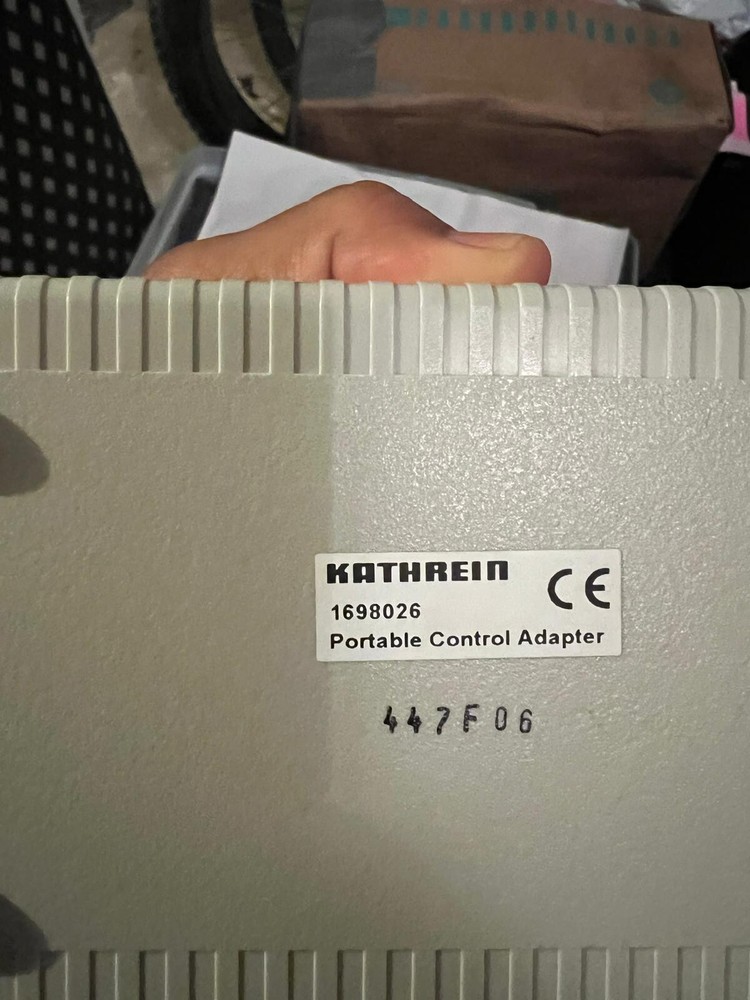 KATHREIN
CE
1698026
Portable Control Adapter
447F06